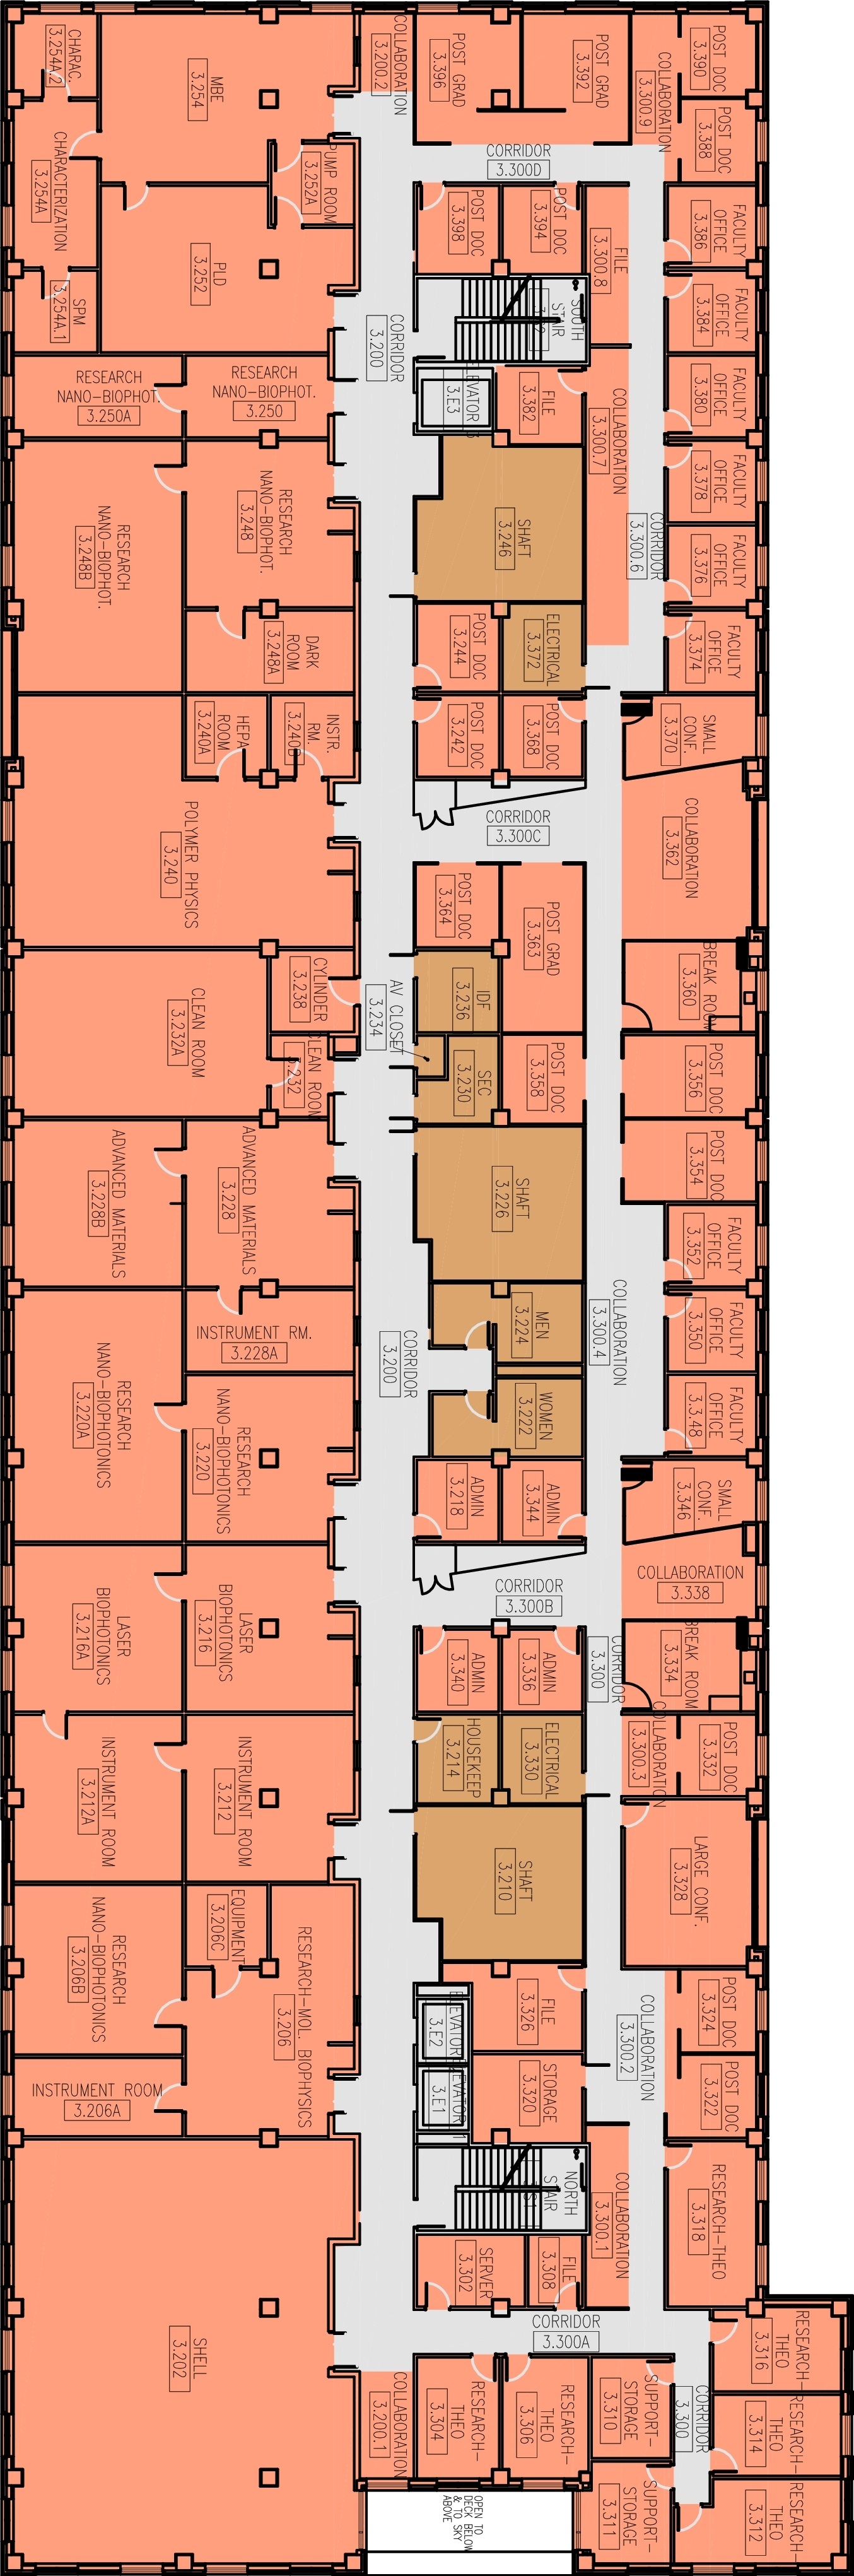 CHARAC.
3.254A.2
MBE
3.254
COLLABORATION
3.200.2
POST GRAD
3.396
POST GRAD
3.392
COLLABORATION
3.300.9
POST DOC
3.390
POST DOC
3.388
CHARACTERIZATION
3.254A
PUMP ROOM
3.252A
CORRIDOR
3.300D
POST DOC
3.398
POST DOC
3.394
FILE
3.300.8
FACULTY
OFFICE
3.386
SPM
3.254A.1
PLD
3.252
CORRIDOR
3.200
SOUTH
STAIR
FACULTY
OFFICE
3.384
RESEARCH
NANO-BIOPHOT.
3.250A
RESEARCH
NANO-BIOPHOT.
3.250
ELEVATOR 3
3.E3
FILE
3.382
COLLABORATION
3.300.7
FACULTY
OFFICE
3.380
RESEARCH
NANO-BIOPHOT.
3.248B
RESEARCH
NANO-BIOPHOT.
3.248
SHAFT
3.246
CORRIDOR
3.300.6
FACULTY
OFFICE
3.378
FACULTY
OFFICE
3.376
DARK
ROOM
3.248A
POST DOC
3.244
ELECTRICAL
3.372
FACULTY
OFFICE
3.374
HEPA
ROOM
3.240A
INSTR.
RM.
3.240B
POST DOC
3.242
POST DOC
3.368
SMALL
CONF.
3.370
POLYMER PHYSICS
3.240
CORRIDOR
3.300C
COLLABORATION
3.362
POST DOC
3.364
POST GRAD
3.363
CLEAN ROOM
3.232A
CYLINDER
3.238
AV CLOSET
3.234
IDF
3.236
BREAK ROOM
3.360
CLEAN ROOM
3.232
SEC
3.230
POST DOC
3.358
POST DOC
3.356
ADVANCED MATERIALS
3.228B
ADVANCED MATERIALS
3.228
SHAFT
3.226
POST DOC
3.354
FACULTY
OFFICE
3.352
INSTRUMENT RM.
3.228A
CORRIDOR
3.200
MEN
3.224
COLLABORATION
3.300.4
FACULTY
OFFICE
3.350
RESEARCH
NANO-BIOPHOTONICS
3.220A
RESEARCH
NANO-BIOPHOTONICS
3.220
WOMEN
3.222
FACULTY
OFFICE
3.3.48
ADMIN
3.218
ADMIN
3.344
SMALL
CONF.
3.346
LASER
BIOPHOTONICS
3.216A
LASER
BIOPHOTONICS
3.216
CORRIDOR
3.300B
COLLABORATION
3.338
ADMIN
3.340
ADMIN
3.336
CORRIDOR
3.300
BREAK ROOM
3.334
INSTRUMENT ROOM
3.212A
INSTRUMENT ROOM
3.212
HOUSEKEEP
3.214
ELECTRICAL
3.330
COLLABORATION
3.300.3
POST DOC
3.332
SHAFT
3.210
LARGE CONF.
3.328
RESEARCH
NANO-BIOPHOTONICS
3.206B
EQUIPMENT
3.206C
RESEARCH-MOL. BIOPHYSICS
3.206
ELEVATOR 2
3.E2
FILE
3.326
COLLABORATION
3.300.2
POST DOC
3.324
INSTRUMENT ROOM
3.206A
ELEVATOR 1
3.E1
STORAGE
3.320
POST DOC
3.322
NORTH
STAIR
COLLABORATION
3.300.1
RESEARCH-THEO
3.318
SHELL
3.202
SERVER
3.302
FILE
3.308
CORRIDOR
3.300A
RESEARCH-
THEO
3.316
COLLABORATION
3.200.1
RESEARCH-
THEO
3.304
RESEARCH-
THEO
3.306
SUPPORT-
STORAGE
3.310
CORRIDOR
3.300
RESEARCH-
THEO
3.314
OPEN TO
DECK BELOW
& TO SKY
ABOVE
SUPPORT-
STORAGE
3.311
RESEARCH-
THEO
3.312